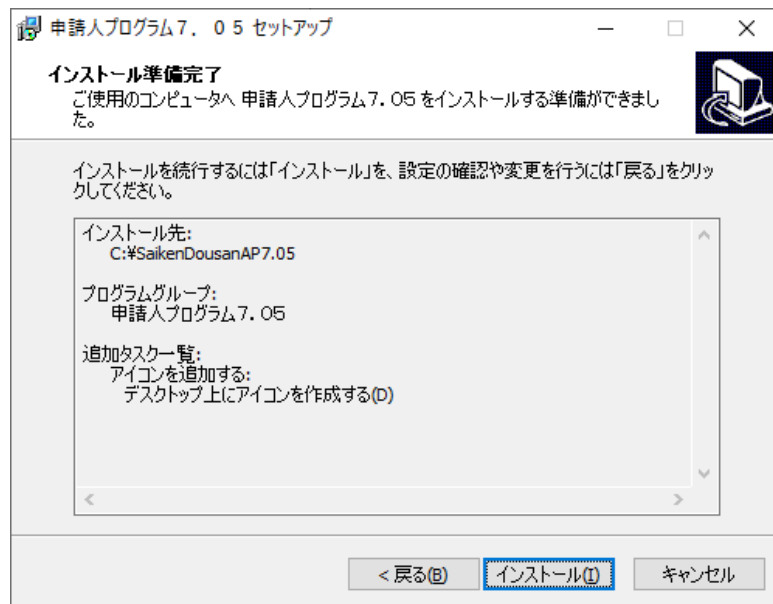 申請人プログラム７．０５ セットアップ
インストール準備完了
ご使用のコンピュータへ 申請人プログラム７．０５ をインストールする準備ができまし
た。
インストールを続行するには「インストール」を、設定の確認や変更を行うには「戻る」をクリッ
クしてください。
インストール先:
C:¥SaikenDousanAP7.05
プログラムグループ:
申請人プログラム７．０５
追加タスク一覧:
アイコンを追加する:
デスクトップ上にアイコンを作成する(D)
< 戻る(B)
インストール(I)
キャンセル